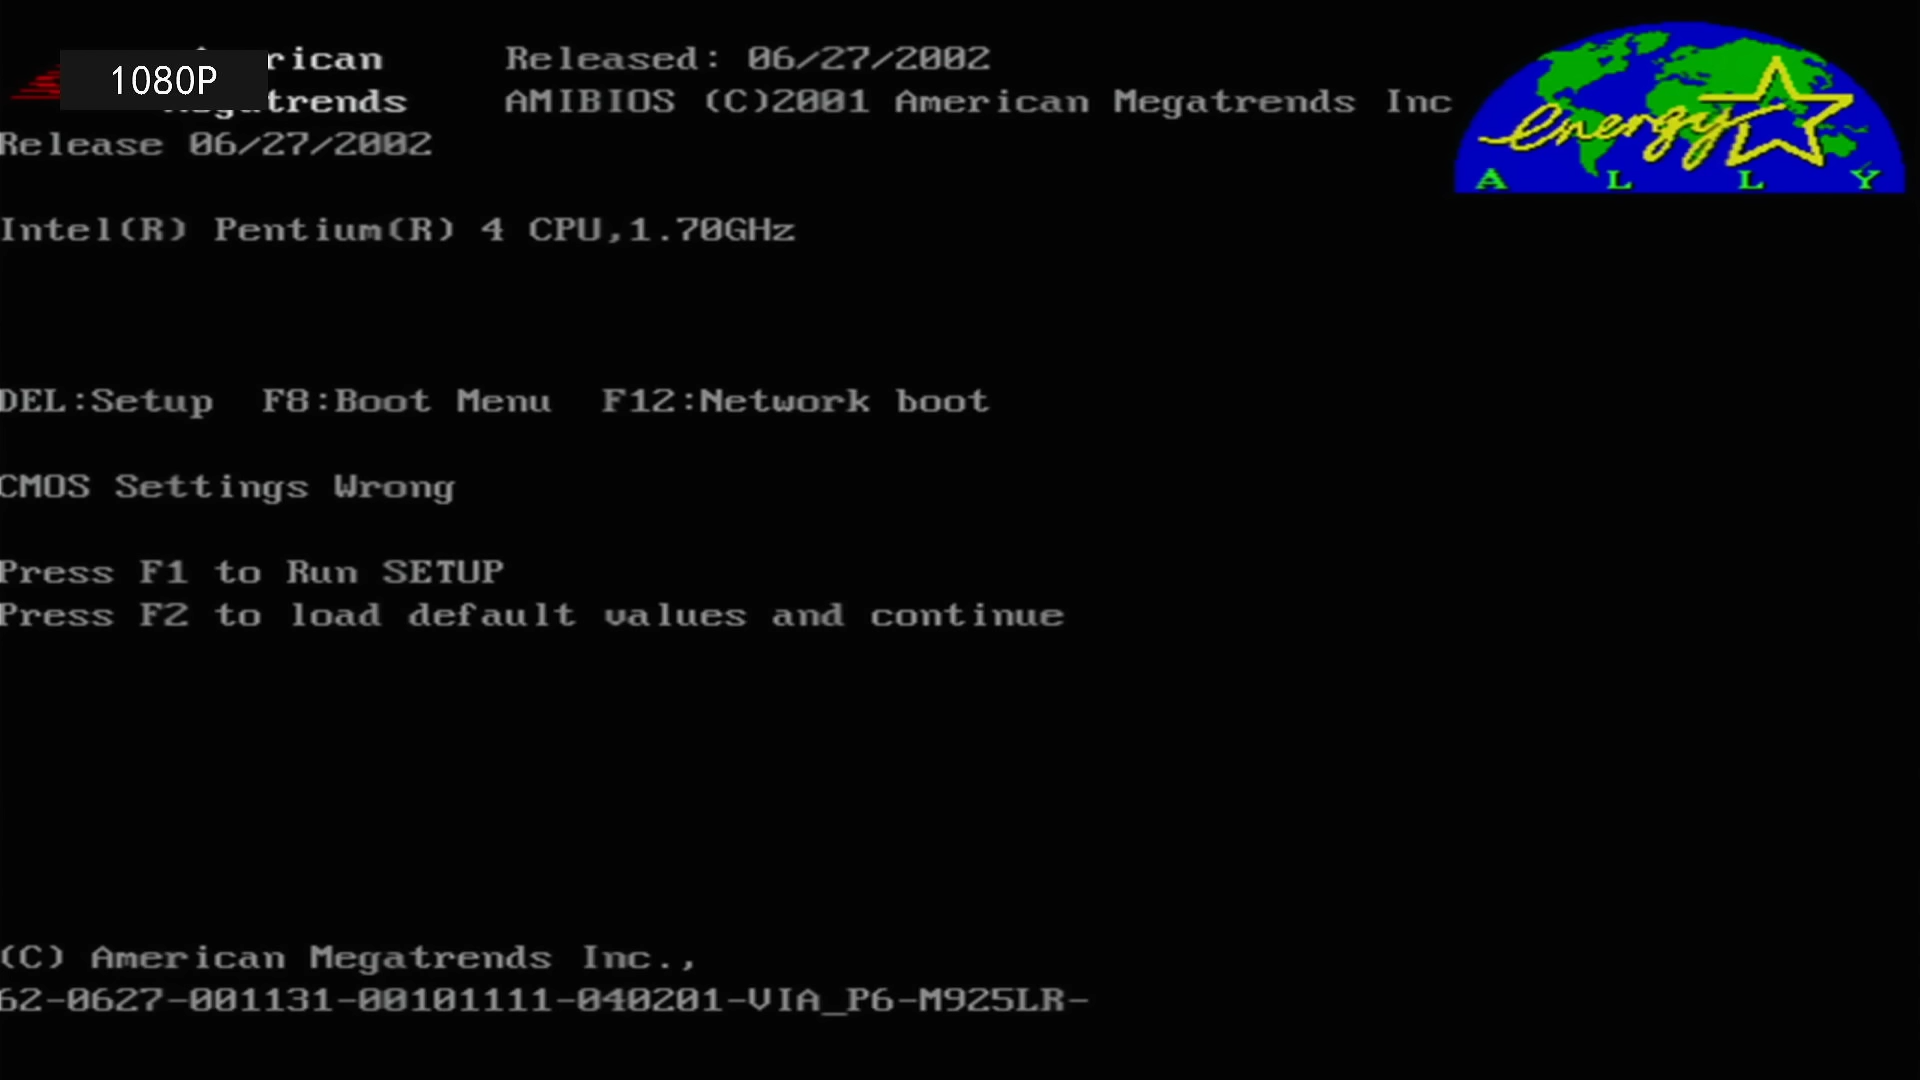 1080P
rican Released: 06/27/2002
trends AMIBIOS (C)2001 American Megatrends Inc
Release 06/27/2002
energy
ALLY
Intel(R) Pentium(R) 4 CPU,1.70GHz
DEL:Setup F8:Boot Menu F12:Network boot
CMOS Settings Wrong
Press F1 to Run SETUP
Press F2 to load default values and continue
(C) American Megatrends Inc.,
62-0627-001131-00101111-040201-VIA_P6-M925LR-